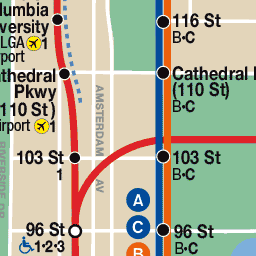 lumbia
versity
LGA 1
port
thedral
Pkwy
110 St)
irport 1
103 St
1
96 St
1•2•3
AMSTERDAM AV
RIVERSIDE DR
116 St
B•C
Cathedral
(110 St)
B•C
103 St
B•C
A
C
B
96 St
B•C